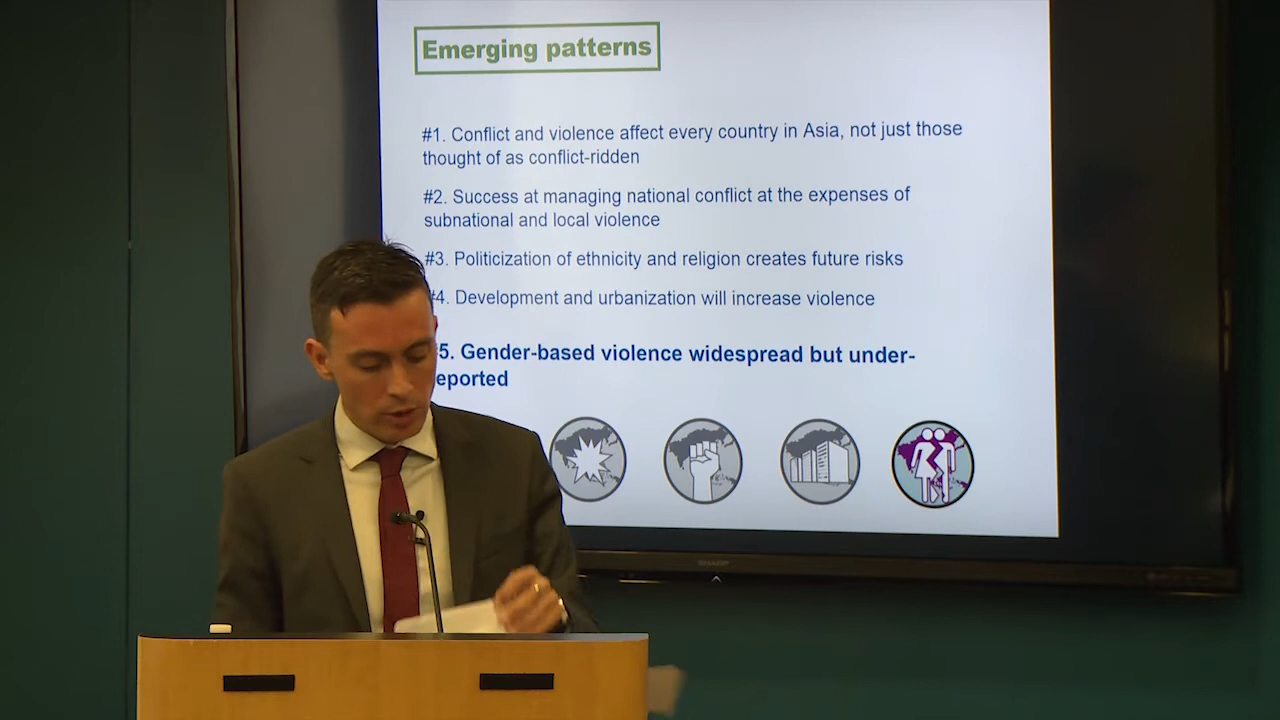 Emerging patterns
#1. Conflict and violence affect every country in Asia, not just those
thought of as conflict-ridden
#2. Success at managing national conflict at the expenses of
subnational and local violence
#3. Politicization of ethnicity and religion creates future risks
#4. Development and urbanization will increase violence
5. Gender-based violence widespread but under-
eported
SHARP